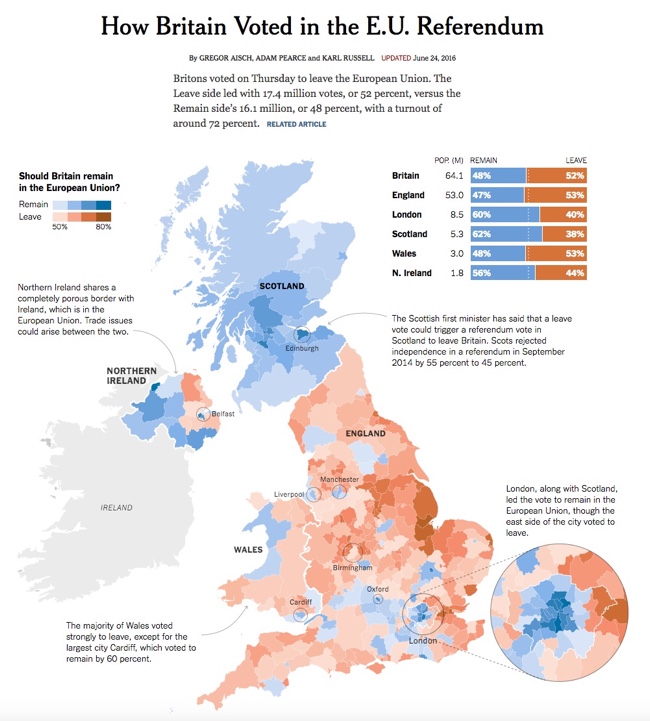 How Britain Voted in the E.U. Referendum
By GREGOR AISCH, ADAM PEARCE and KARL RUSSELL UPDATED June 24, 2016
Britons voted on Thursday to leave the European Union. The
Leave side led with 17.4 million votes, or 52 percent, versus the
Remain side's 16.1 million, or 48 percent, with a turnout of
around 72 percent. RELATED ARTICLE
Should Britain remain
in the European Union?
Remain
Leave
50% 80%
POP. (M) REMAIN LEAVE
Britain 64.1 48% 52%
England 53.0 47% 53%
London 8.5 60% 40%
Scotland 5.3 62% 38%
Wales 3.0 48% 53%
N. Ireland 1.8 56% 44%
Northern Ireland shares a
completely porous border with
Ireland, which is in the
European Union. Trade issues
could arise between the two.
SCOTLAND
Edinburgh
The Scottish first minister has said that a leave
vote could trigger a referendum vote in
Scotland to leave Britain. Scots rejected
independence in a referendum in September
2014 by 55 percent to 45 percent.
NORTHERN
IRELAND
Belfast
ENGLAND
Manchester
Liverpool
IRELAND
London, along with Scotland,
led the vote to remain in the
European Union, though the
east side of the city voted to
leave.
WALES
Birmingham
Oxford
Cardiff
London
The majority of Wales voted
strongly to leave, except for the
largest city Cardiff, which voted to
remain by 60 percent.